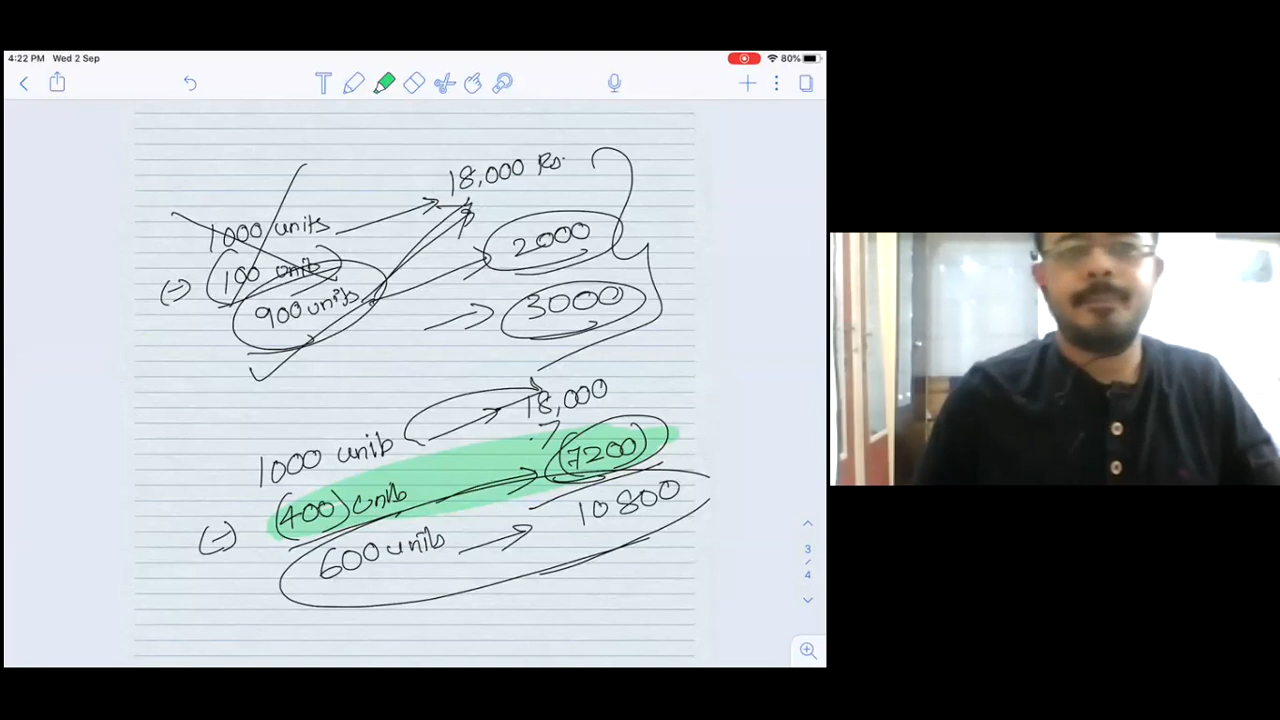 4:22 PM Wed 2 Sep
80%
T
18,000 Rs.
1000 units
2000
(-) 100 units
900 units
3000
18,000
1000 units
7200
(400) units
10800
(-)
600 units
3
/
4